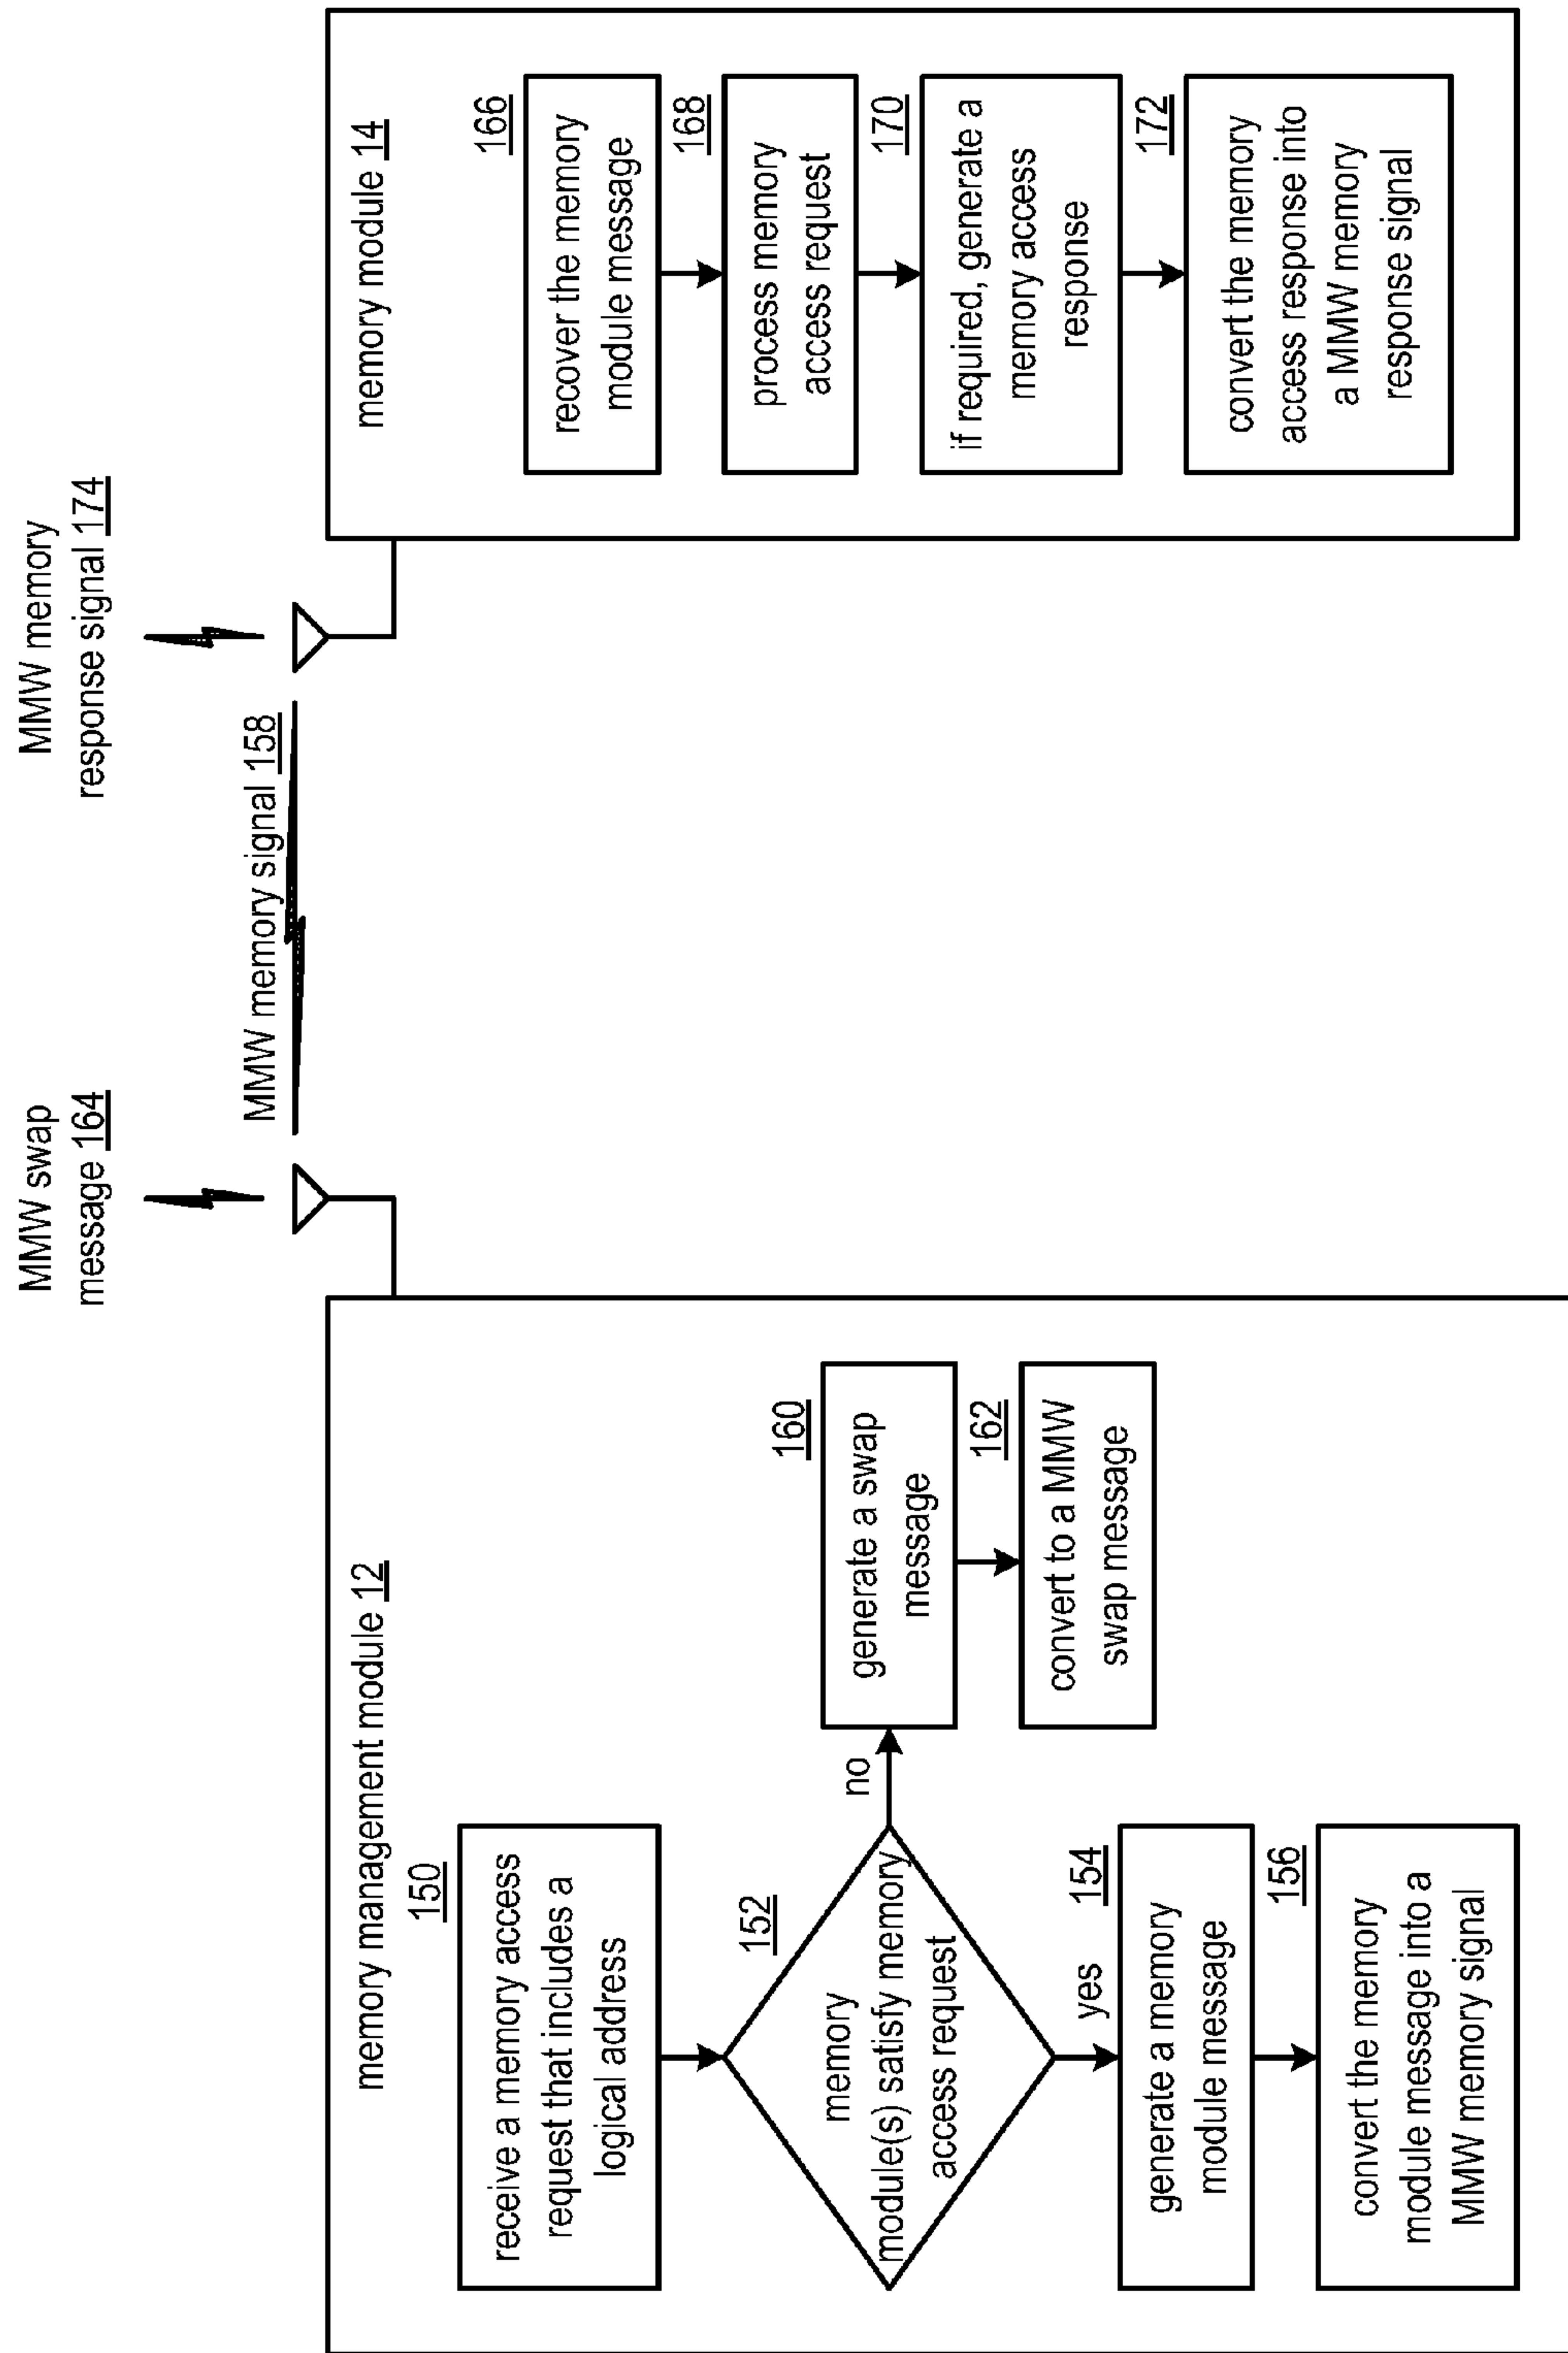 MMW swap
message 164
MMW memory
response signal 174
MMW memory signal 158
memory management module 12
150
receive a memory access
request that includes a
logical address
152
memory
module(s) satisfy memory
access request
no
160
generate a swap
message
162
convert to a MMW
swap message
yes
154
generate a memory
module message
156
convert the memory
module message into a
MMW memory signal
memory module 14
166
recover the memory
module message
168
process memory
access request
170
if required, generate a
memory access
response
172
convert the memory
access response into
a MMW memory
response signal